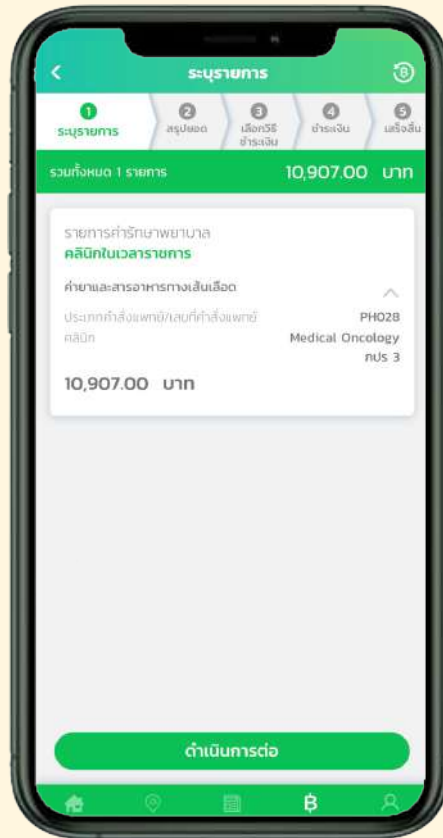 ระบุรายการ
1 2 3 4 5
ระบุรายการ สรุปยอด เลือกวิธี ชำระเงิน เสร็จสิ้น
ชำระเงิน
รวมทั้งหมด 1 รายการ 10,907.00 บาท
รายการค่ารักษาพยาบาล
คลินิกในเวลาราชการ
ค่ายาและสารอาหารทางเส้นเลือด
ประเภทคำสั่งแพทย์/เลขที่คำสั่งแพทย์ PH028
คลินิก Medical Oncology
ภปร 3
10,907.00 บาท
ดำเนินการต่อ
฿